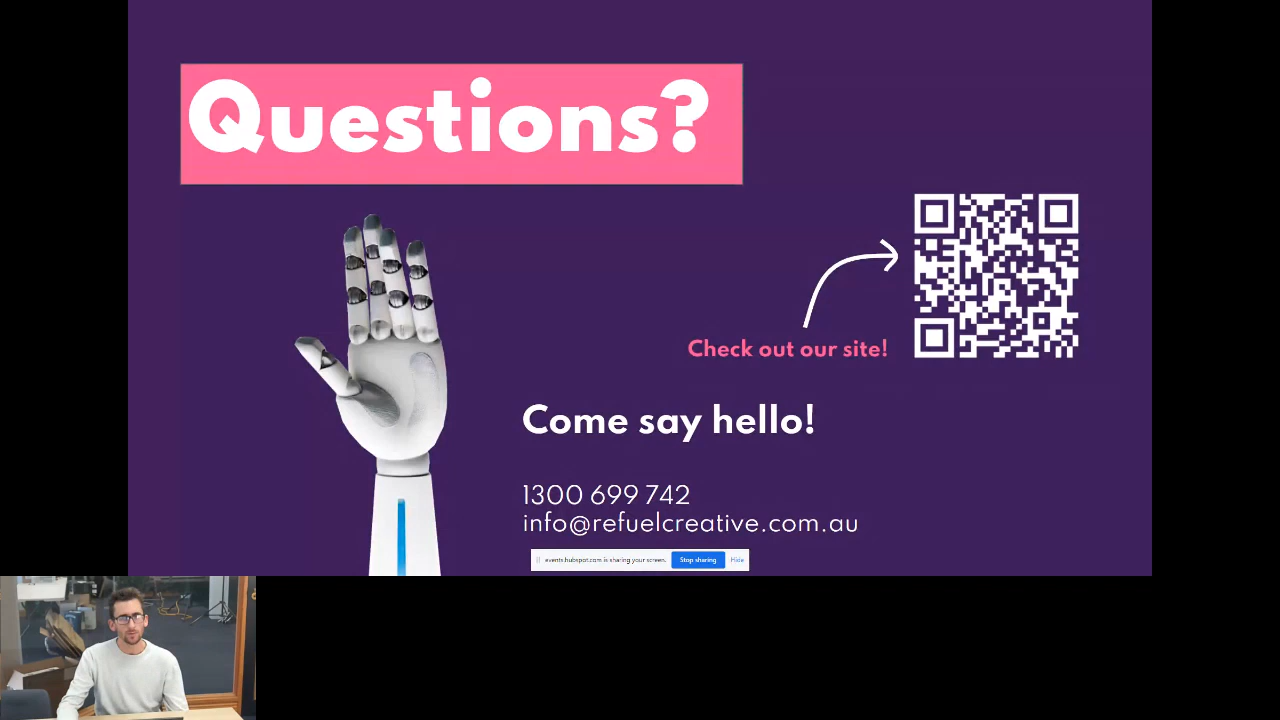 Questions?
Check out our site!
Come say hello!
1300 699 742
info@refuelcreative.com.au
events.hubspot.com is sharing your screen. Stop sharing Hide